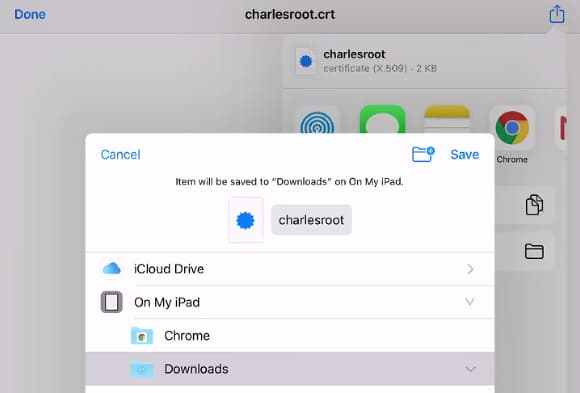 Done
charlesroot.crt
charlesroot
certificate (X.509) · 2 KB
Chrome
Cancel
Save
Item will be saved to “Downloads” on On My iPad.
charlesroot
iCloud Drive
On My iPad
Chrome
Downloads